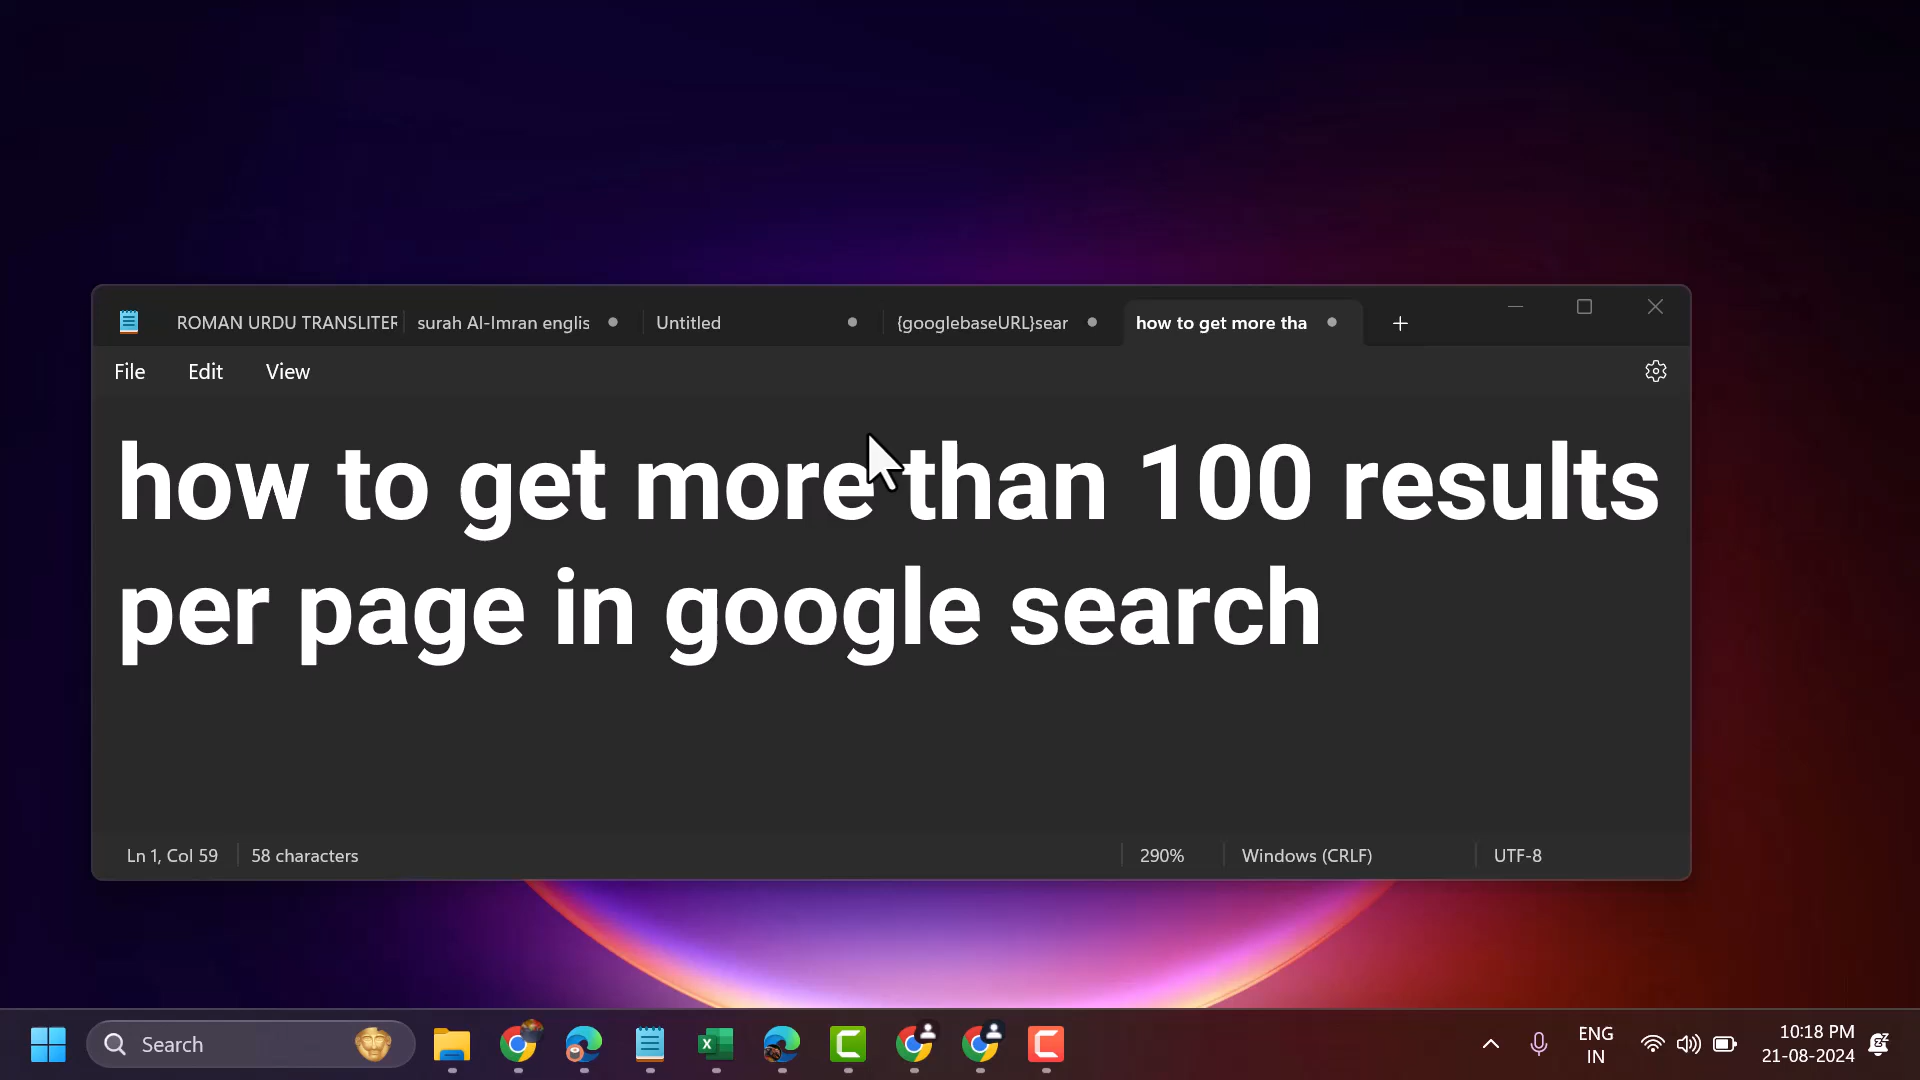 ROMAN URDU TRANSLITER
surah Al-Imran englis
Untitled
{googlebaseURL}sear
how to get more tha
File
Edit
View
how to get more than 100 results
per page in google search
Ln 1, Col 59
58 characters
290%
Windows (CRLF)
UTF-8
Search
ENG
IN
10:18 PM
21-08-2024